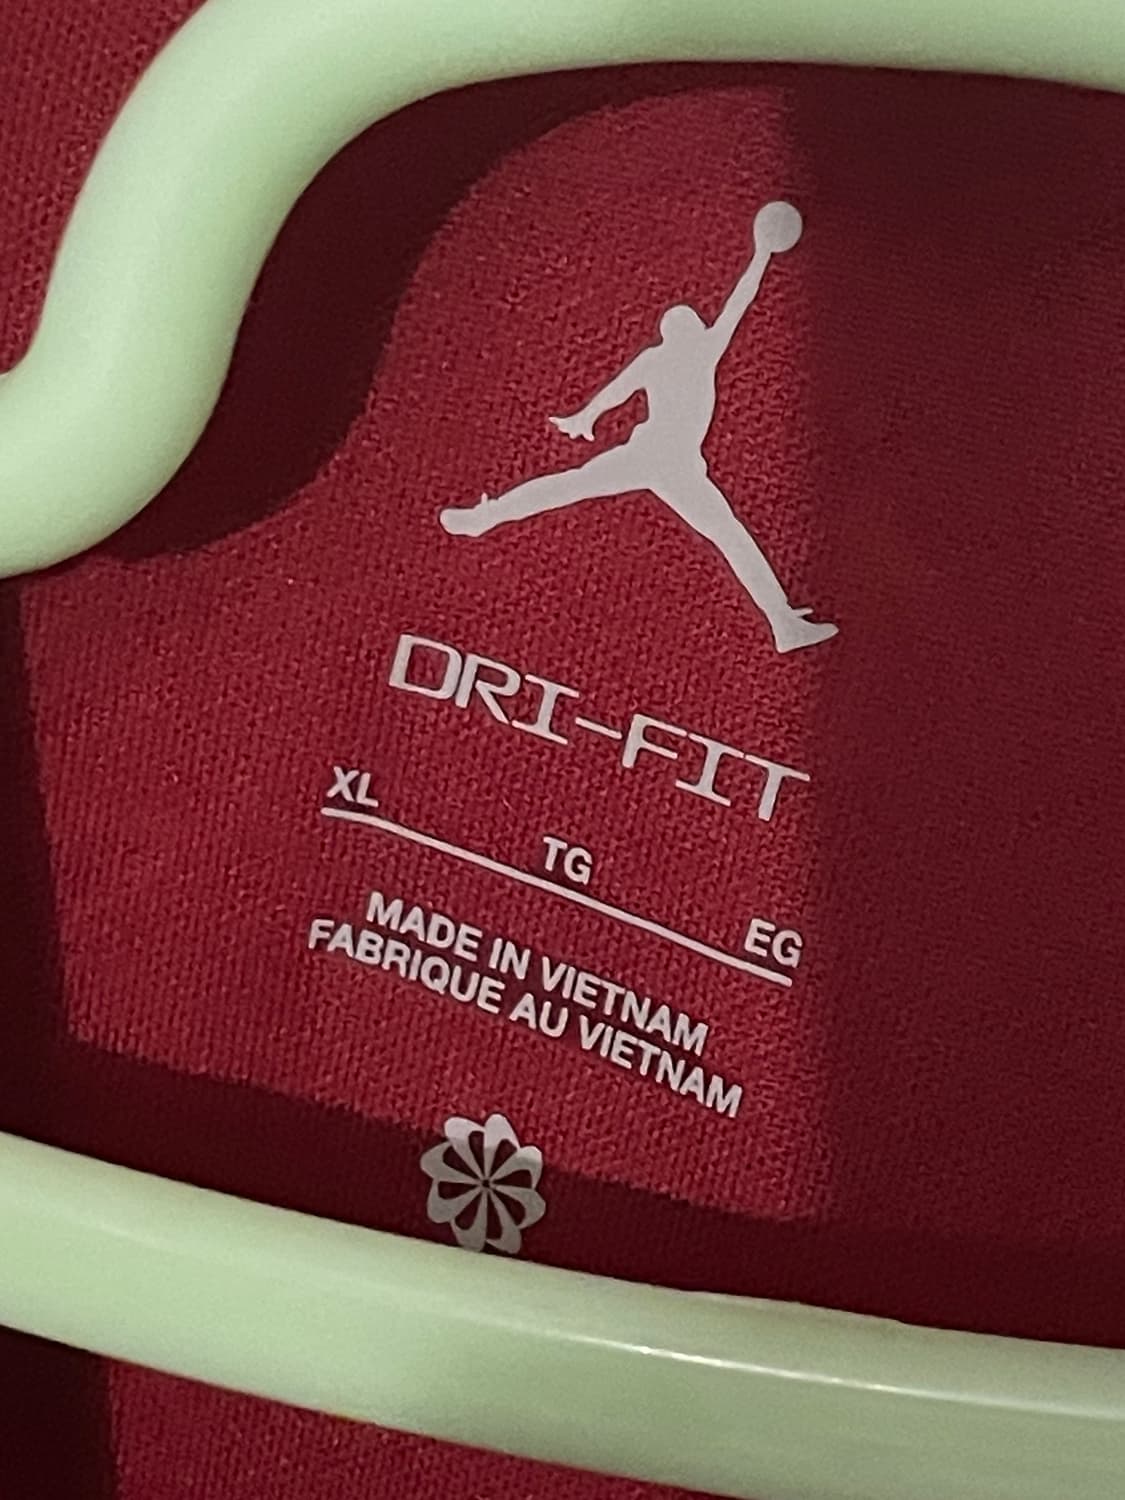 DRI-FIT
XL TG EG
MADE IN VIETNAM
FABRIQUE AU VIETNAM